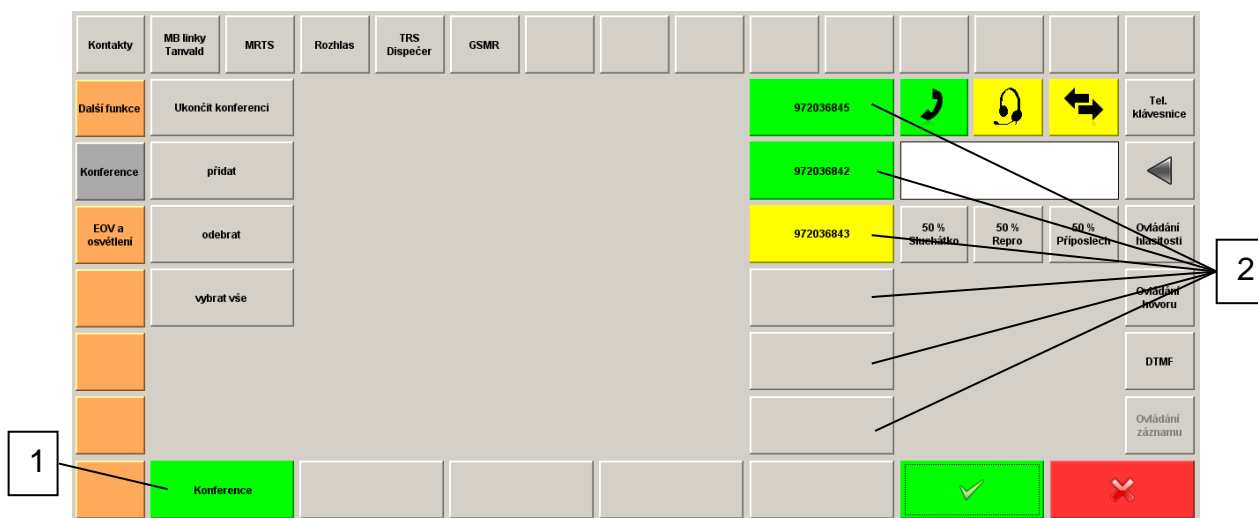 Kontakty
MB linky
Tanvald
MRTS
Rozhlas
TRS
Dispečer
GSMR
Další funkce
Ukončit konferenci
972036845
Tel.
klávesnice
Konference
přidat
972036842
EOV a
osvětlení
odebrat
972036843
50 %
Sluchátko
50 %
Repro
50 %
Příposlech
Ovládání
hlasitosti
2
vybrat vše
Ovládání
hovoru
DTMF
Ovládání
záznamu
1
Konference